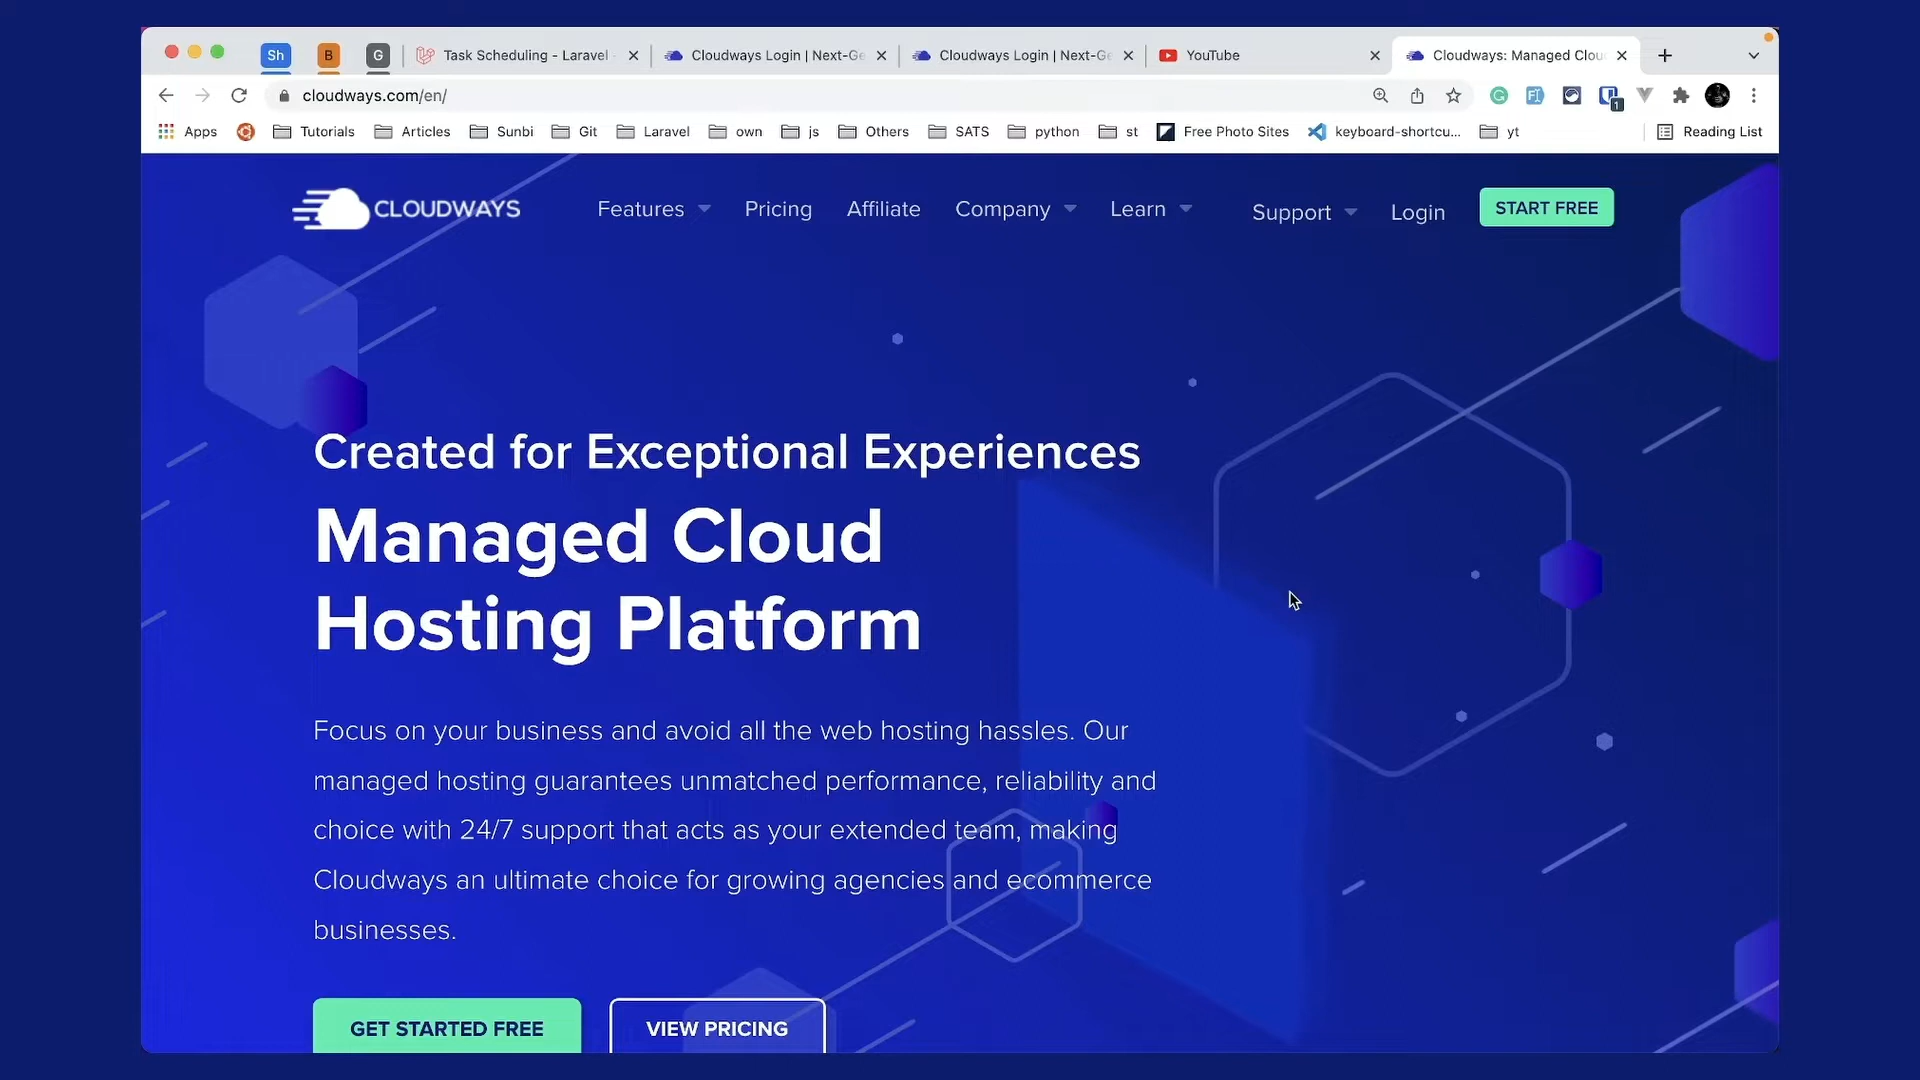 Sh
B
G
Task Scheduling - Laravel -
Cloudways Login | Next-Ge
Cloudways Login | Next-Ge
YouTube
Cloudways: Managed Clou
cloudways.com/en/
1
Apps
Tutorials
Articles
Sunbi
Git
Laravel
own
js
Others
SATS
python
st
Free Photo Sites
keyboard-shortcu...
yt
Reading List
CLOUDWAYS
Features
Pricing
Affiliate
Company
Learn
Support
Login
START FREE
Created for Exceptional Experiences
Managed Cloud
Hosting Platform
Focus on your business and avoid all the web hosting hassles. Our
managed hosting guarantees unmatched performance, reliability and
choice with 24/7 support that acts as your extended team, making
Cloudways an ultimate choice for growing agencies and ecommerce
businesses.
GET STARTED FREE
VIEW PRICING